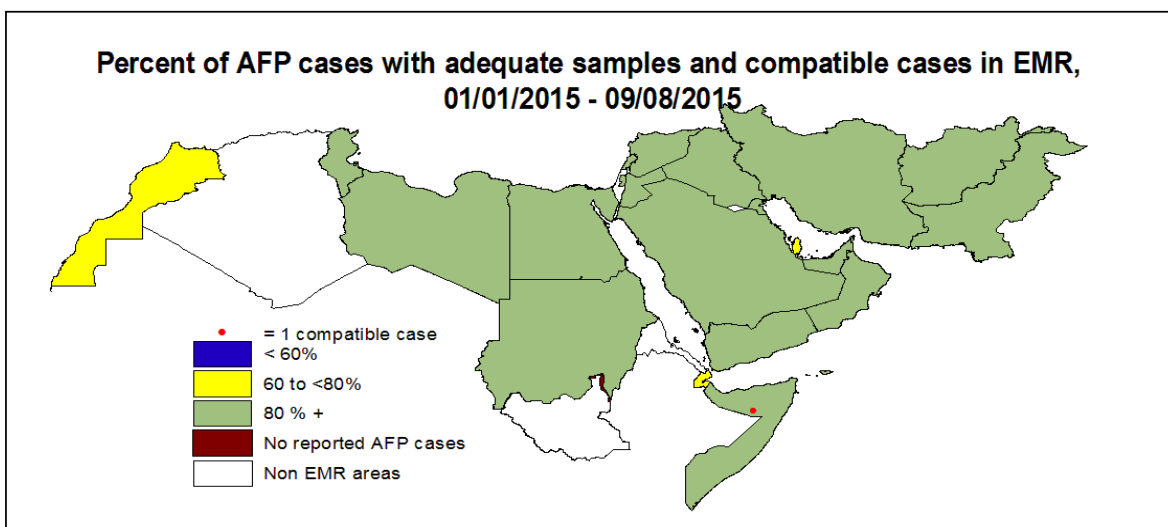 Percent of AFP cases with adequate samples and compatible cases in EMR,
01/01/2015 - 09/08/2015
= 1 compatible case
< 60%
60 to <80%
80 % +
No reported AFP cases
Non EMR areas